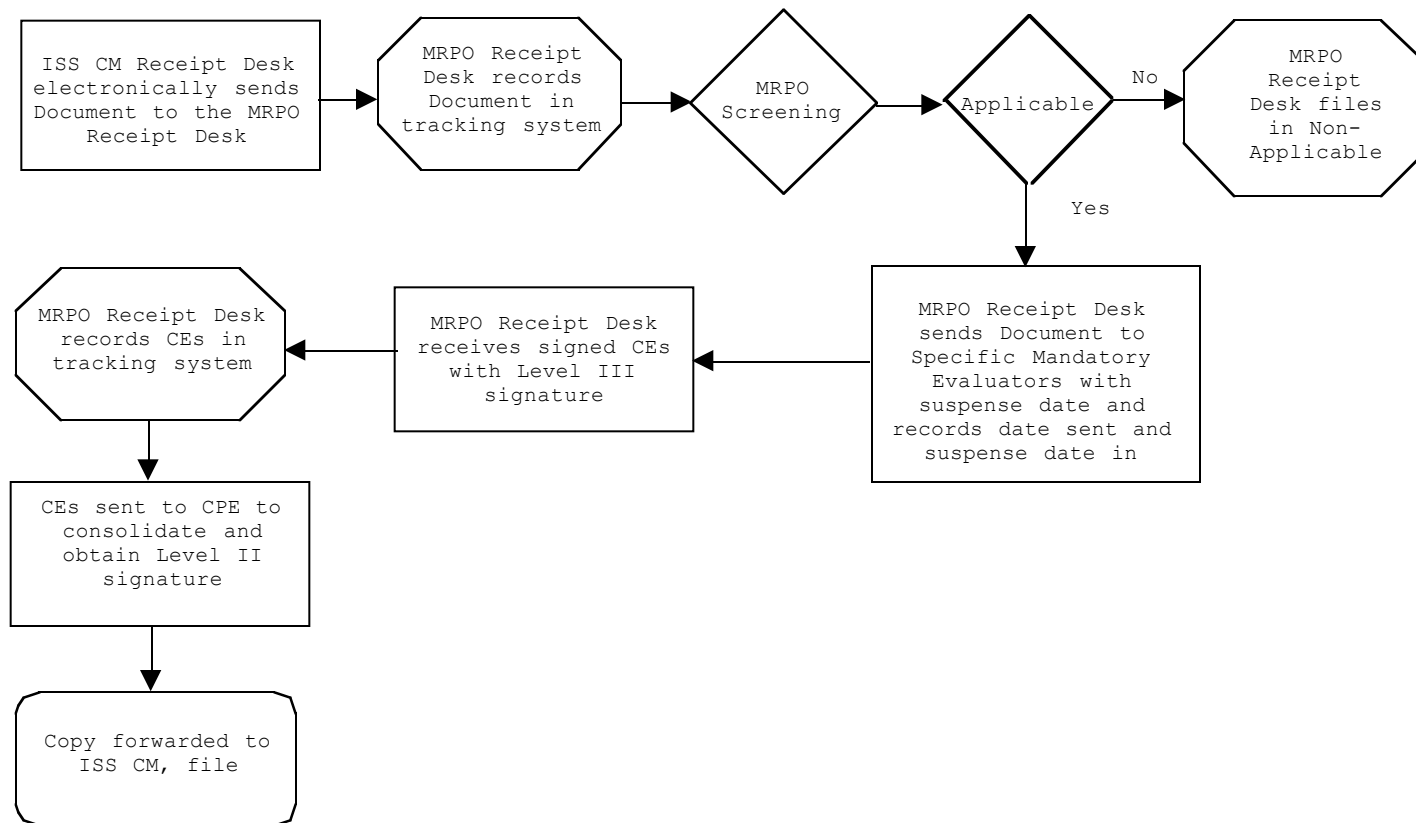 ISS CM Receipt Desk
electronically sends
Document to the MRPO
Receipt Desk
MRPO Receipt
Desk records
Document in
tracking system
MRPO
Screening
Applicable
No
MRPO
Receipt
Desk files
in Non-
Applicable
Yes
MRPO Receipt Desk
sends Document to
Specific Mandatory
Evaluators with
suspense date and
records date sent and
suspense date in
MRPO Receipt Desk
receives signed CEs
with Level III
signature
MRPO Receipt Desk
records CEs in
tracking system
CEs sent to CPE to
consolidate and
obtain Level II
signature
Copy forwarded to
ISS CM, file